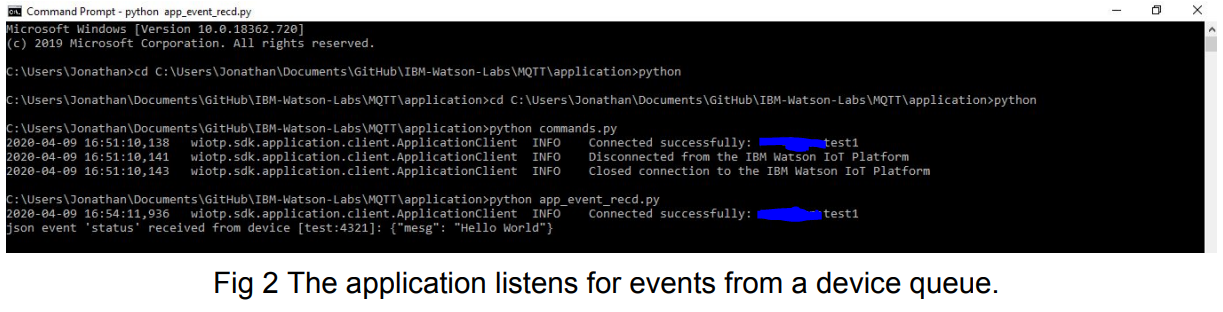 Command Prompt - python app_event_recd.py
Microsoft Windows [Version 10.0.18362.720]
(c) 2019 Microsoft Corporation. All rights reserved.
C:\Users\Jonathan>cd C:\Users\Jonathan\Documents\GitHub\IBM-Watson-Labs\MQTT\application>python
C:\Users\Jonathan\Documents\GitHub\IBM-Watson-Labs\MQTT\application>cd C:\Users\Jonathan\Documents\GitHub\IBM-Watson-Labs\MQTT\application>python
C:\Users\Jonathan\Documents\GitHub\IBM-Watson-Labs\MQTT\application>python commands.py
2020-04-09 16:51:10,138 wiotp.sdk.application.client.ApplicationClient INFO Connected successfully: test1
2020-04-09 16:51:10,141 wiotp.sdk.application.client.ApplicationClient INFO Disconnected from the IBM Watson IoT Platform
2020-04-09 16:51:10,143 wiotp.sdk.application.client.ApplicationClient INFO Closed connection to the IBM Watson IoT Platform
C:\Users\Jonathan\Documents\GitHub\IBM-Watson-Labs\MQTT\application>python app_event_recd.py
2020-04-09 16:54:11,936 wiotp.sdk.application.client.ApplicationClient INFO Connected successfully: test1
json event 'status' received from device [test:4321]: {"mesg": "Hello World"}
Fig 2 The application listens for events from a device queue.